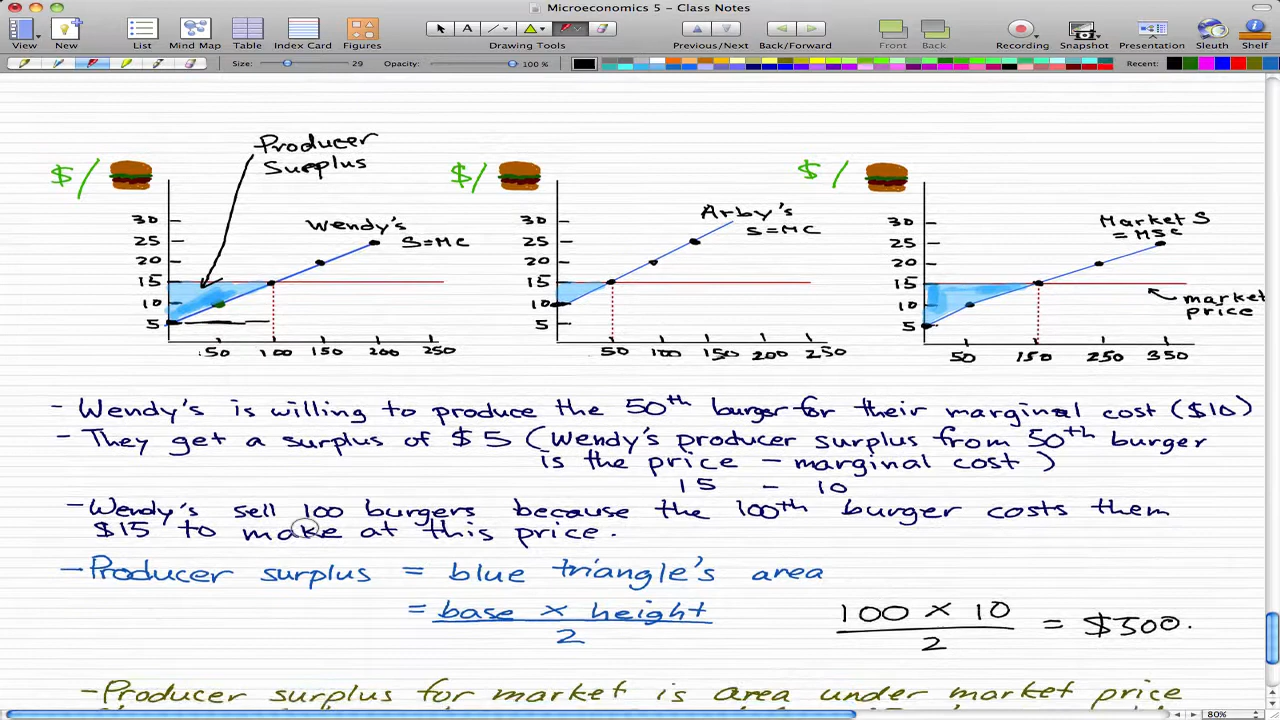 Microeconomics 5 - Class Notes
View New List Mind Map Table Index Card Figures Drawing Tools Previous/Next Back/Forward Front Back Recording Snapshot Presentation Sleuth Shelf
Size: 29 Opacity: 100 % Recent:
Producer
Surplus
$/ $/ $/
30
25
20
15
10
5
50 100 150 200 250
Wendy's
S=MC
30
25
20
15
10
5
50 100 150 200 250
Arby's
S=MC
30
25
20
15
10
5
50 150 250 350
Market S
= MSC
market
price
- Wendy's is willing to produce the 50th burger for their marginal cost ($10)
- They get a surplus of $5 (Wendy's producer surplus from 50th burger
is the price - marginal cost )
15 - 10
- Wendy's sell 100 burgers because the 100th burger costs them
$15 to make at this price.
- Producer surplus = blue triangle's area
= base x height
2
100 x 10
2
= $500.
- Producer surplus for market is area under market price
80%